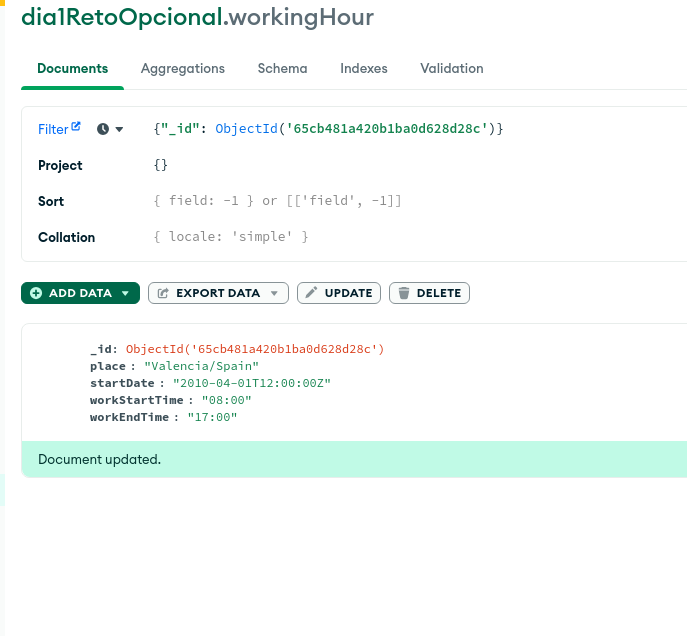 dia1RetoOpcional.workingHour
Documents Aggregations Schema Indexes Validation
Filter {"_id": ObjectId('65cb481a420b1ba0d628d28c')}
Project {}
Sort { field: -1 } or [['field', -1]]
Collation { locale: 'simple' }
ADD DATA EXPORT DATA UPDATE DELETE
_id: ObjectId('65cb481a420b1ba0d628d28c')
place : "Valencia/Spain"
startDate : "2010-04-01T12:00:00Z"
workStartTime : "08:00"
workEndTime : "17:00"
Document updated.